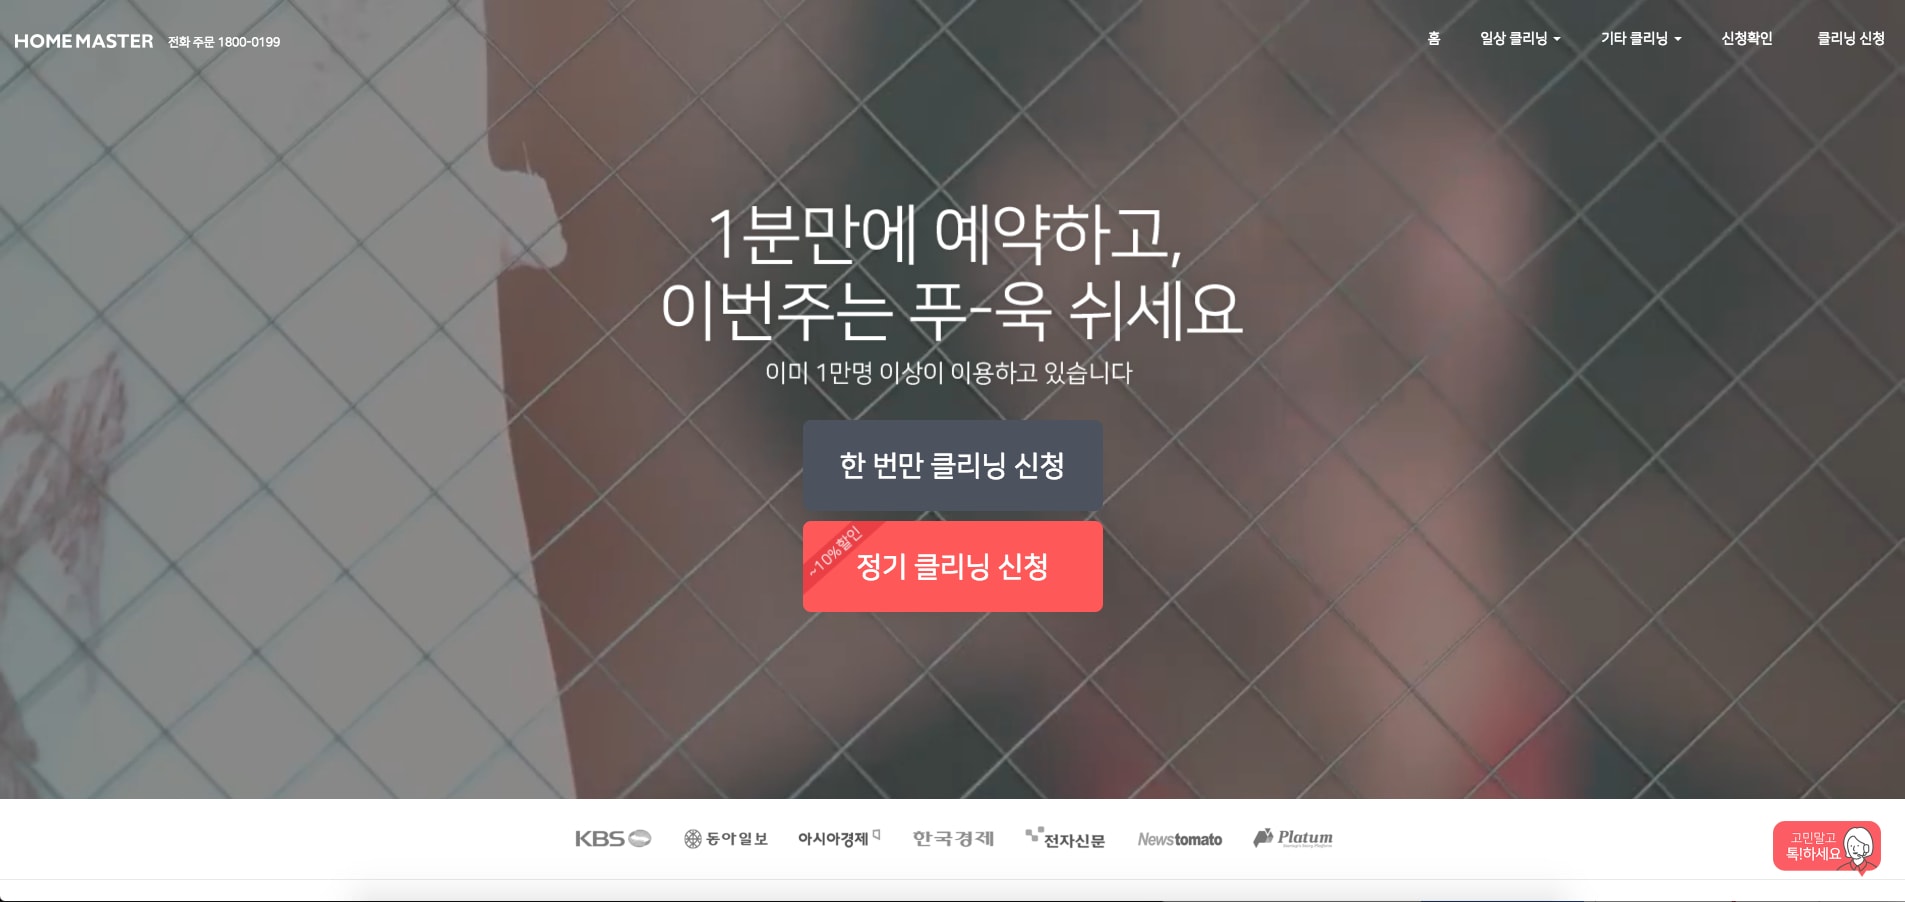 HOME MASTER 전화 주문 1800-0199
홈 일상 클리닝 기타 클리닝 신청확인 클리닝 신청
1분만에 예약하고,
이번주는 푸-욱 쉬세요
이미 1만명 이상이 이용하고 있습니다
한 번만 클리닝 신청
~10%할인
정기 클리닝 신청
KBS 동아일보 아시아경제 한국경제 전자신문 Newstomato Platum
고민말고
톡!하세요